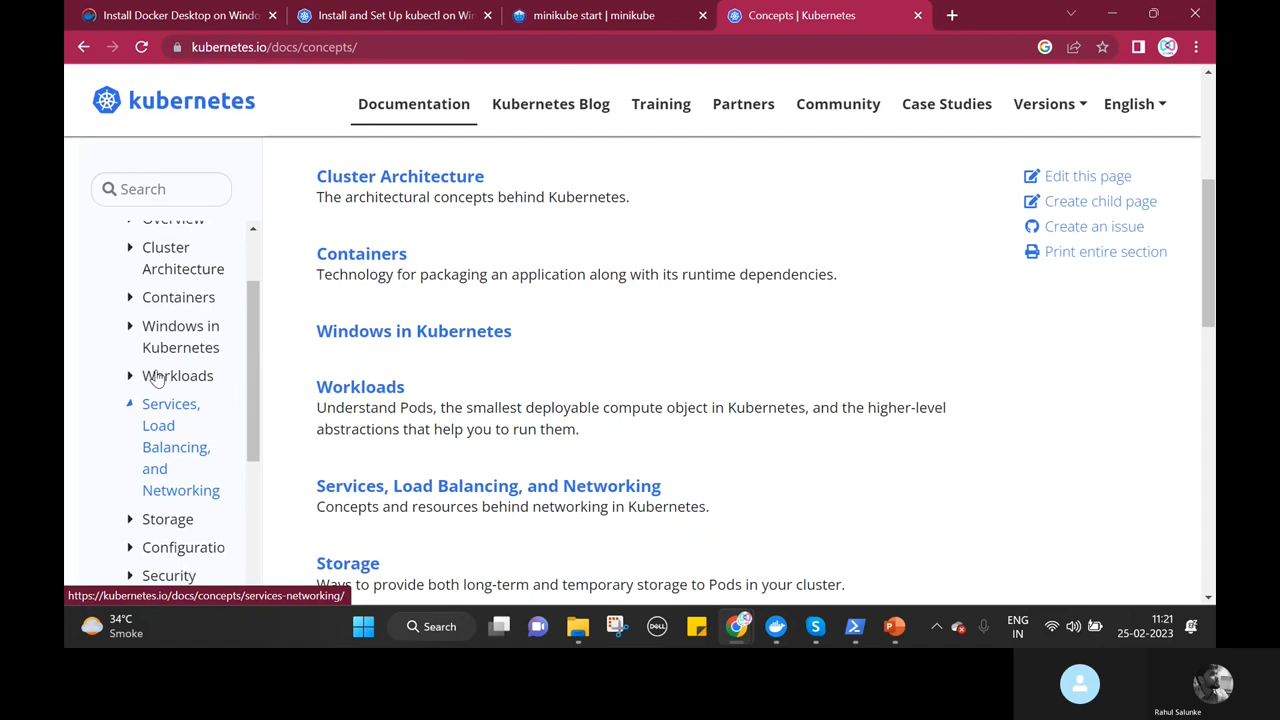 Install Docker Desktop on Windo
Install and Set Up kubectl on Win
minikube start | minikube
Concepts | Kubernetes
kubernetes.io/docs/concepts/
kubernetes
Documentation
Kubernetes Blog
Training
Partners
Community
Case Studies
Versions
English
Search
Overview
Cluster
Architecture
Containers
Windows in
Kubernetes
Workloads
Services,
Load
Balancing,
and
Networking
Storage
Configuratio
Security
Cluster Architecture
The architectural concepts behind Kubernetes.
Containers
Technology for packaging an application along with its runtime dependencies.
Windows in Kubernetes
Workloads
Understand Pods, the smallest deployable compute object in Kubernetes, and the higher-level
abstractions that help you to run them.
Services, Load Balancing, and Networking
Concepts and resources behind networking in Kubernetes.
Storage
Ways to provide both long-term and temporary storage to Pods in your cluster.
Edit this page
Create child page
Create an issue
Print entire section
https://kubernetes.io/docs/concepts/services-networking/
34°C
Smoke
Search
DELL
ENG
IN
11:21
25-02-2023
Rahul Salunke